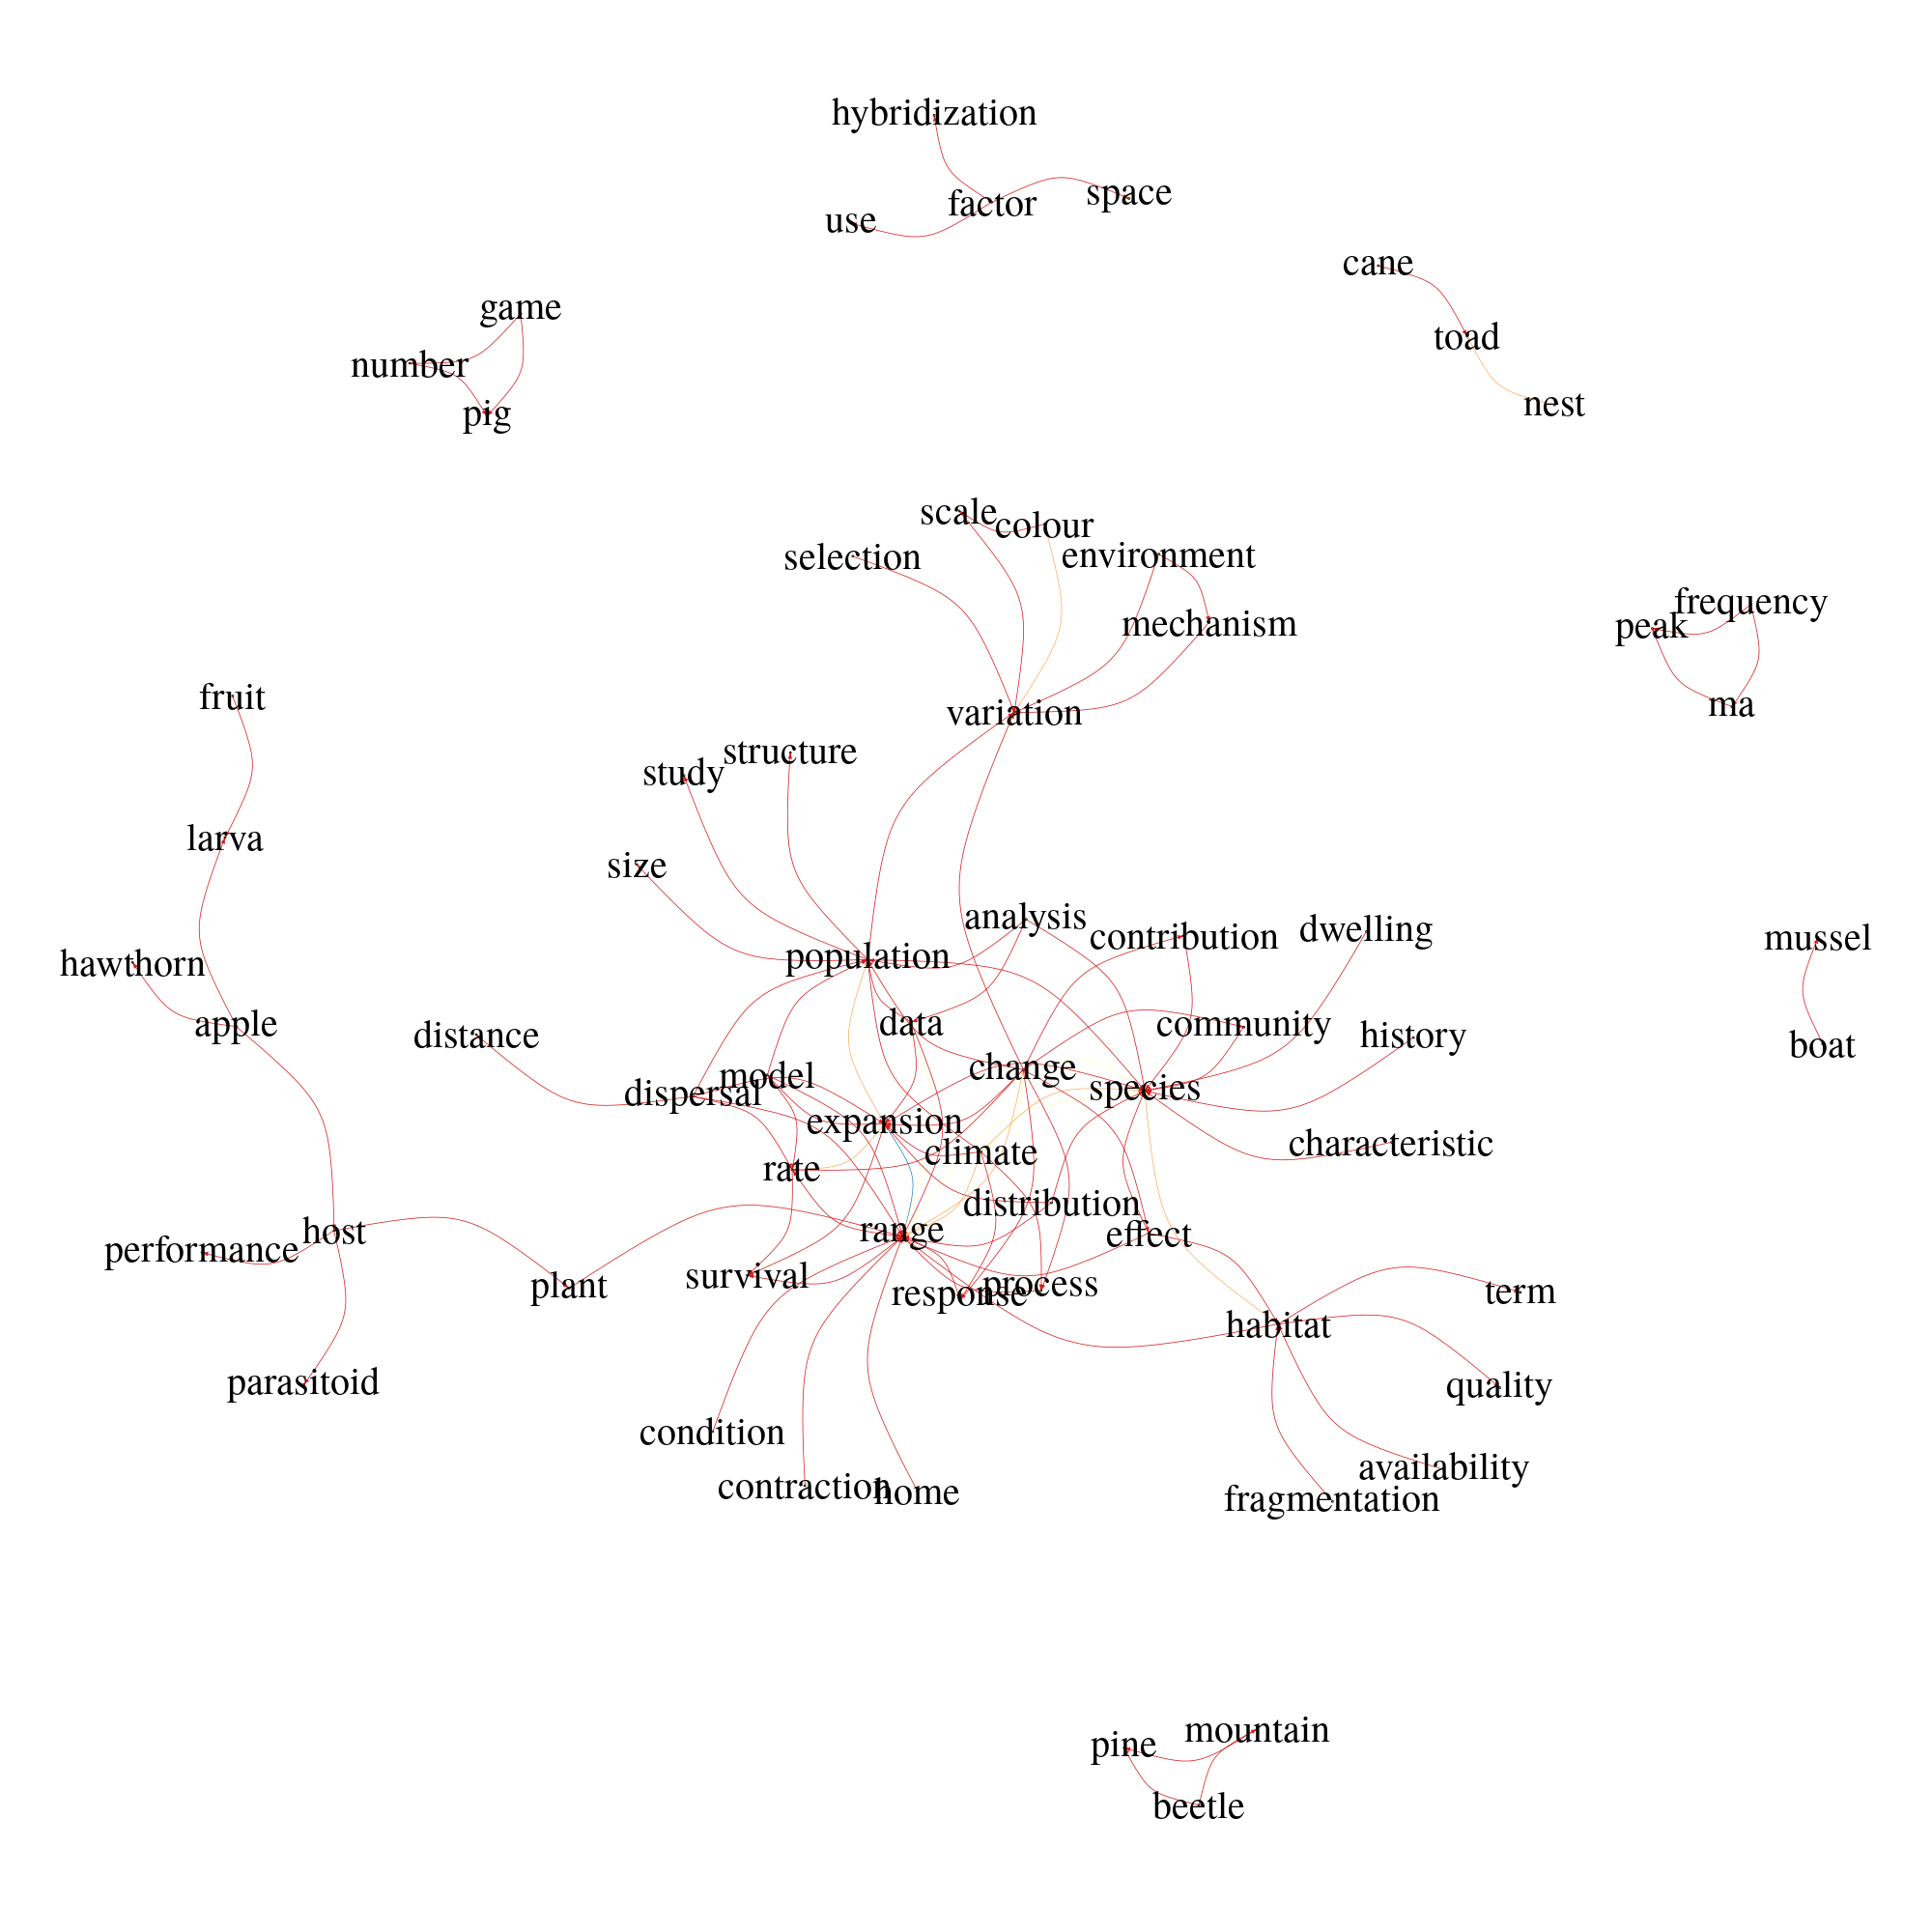 hybridization
space
factor
use
cane
game
toad
number
nest
pig
scale
colour
environment
selection
frequency
mechanism
peak
fruit
ma
variation
structure
study
larva
size
analysis
contribution
dwelling
mussel
population
hawthorn
data
apple
community
distance
history
boat
change
model
species
dispersal
expansion
characteristic
climate
rate
distribution
range
host
effect
performance
survival
plant
process
response
term
habitat
parasitoid
quality
condition
availability
contraction
home
fragmentation
mountain
pine
beetle